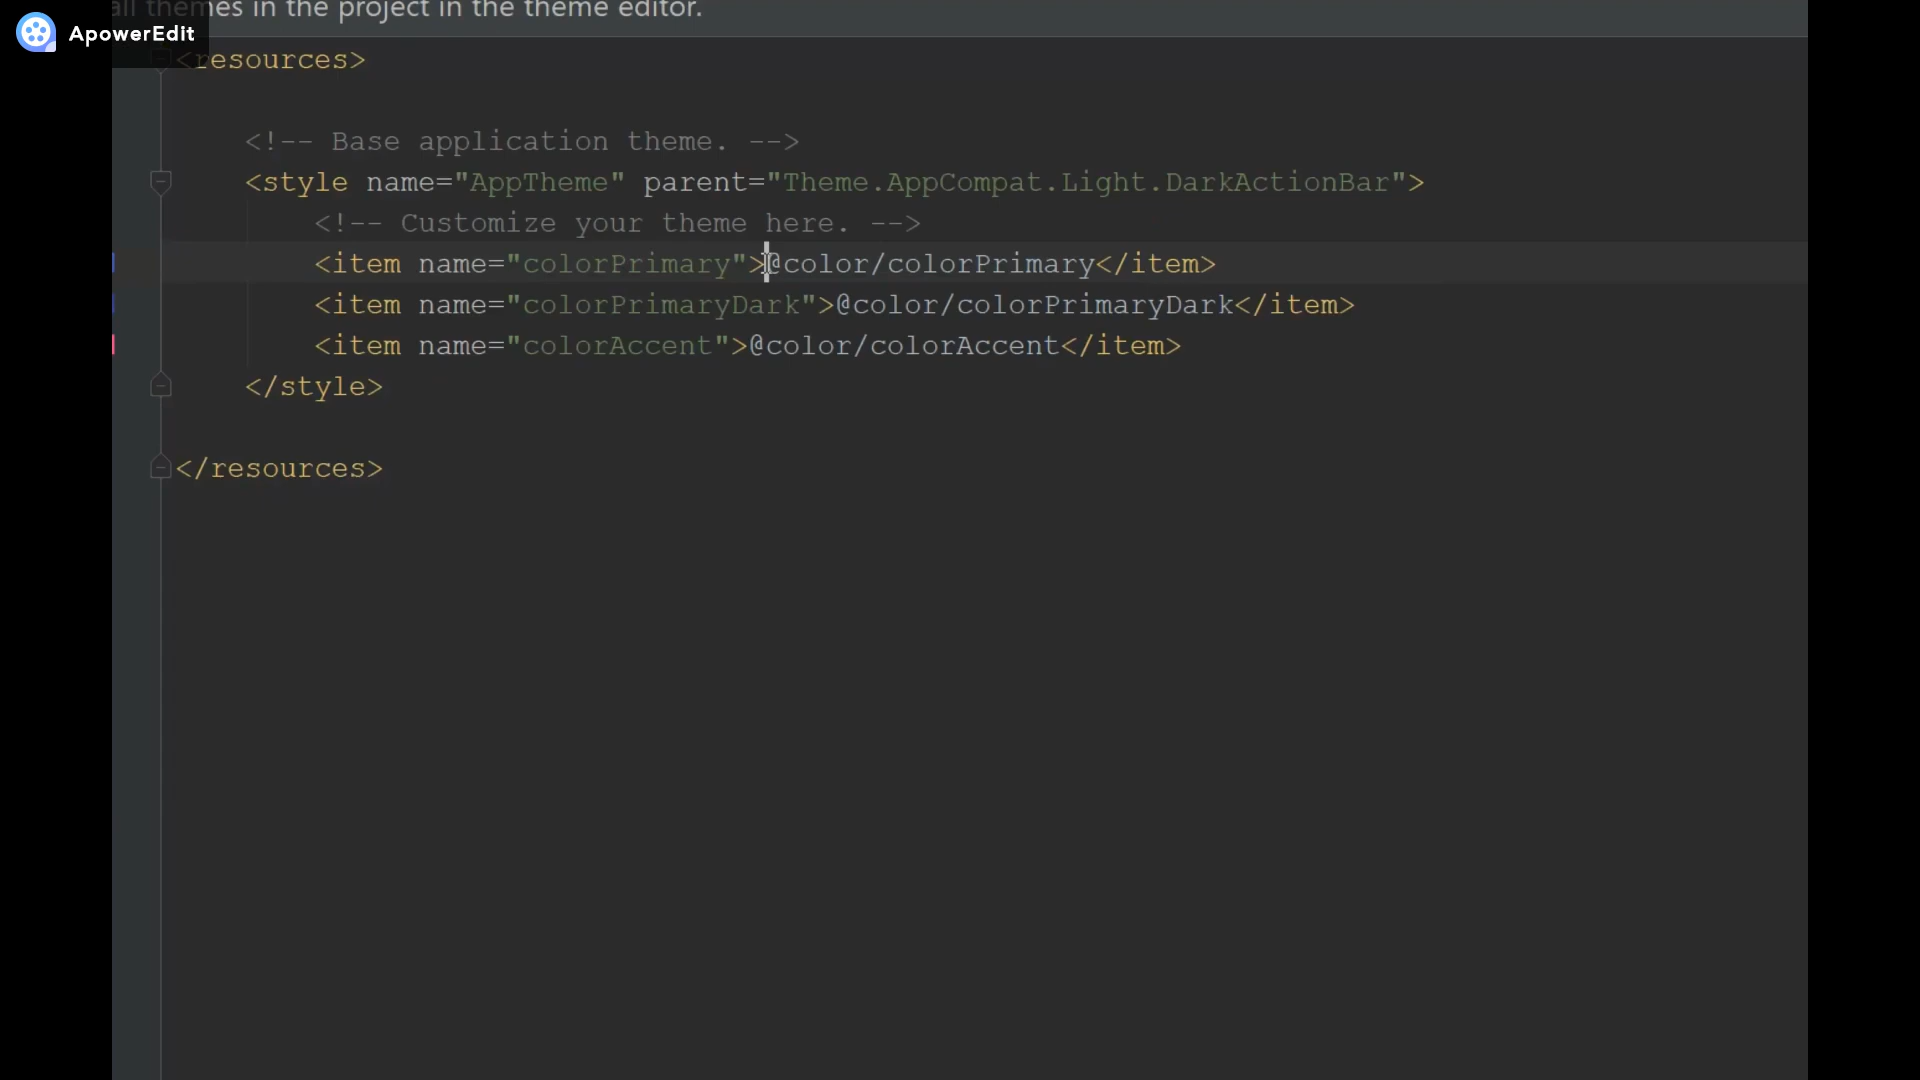 all themes in the project in the theme editor.
ApowerEdit
<resources>
<!-- Base application theme. -->
<style name="AppTheme" parent="Theme.AppCompat.Light.DarkActionBar">
<!-- Customize your theme here. -->
<item name="colorPrimary">@color/colorPrimary</item>
<item name="colorPrimaryDark">@color/colorPrimaryDark</item>
<item name="colorAccent">@color/colorAccent</item>
</style>
</resources>